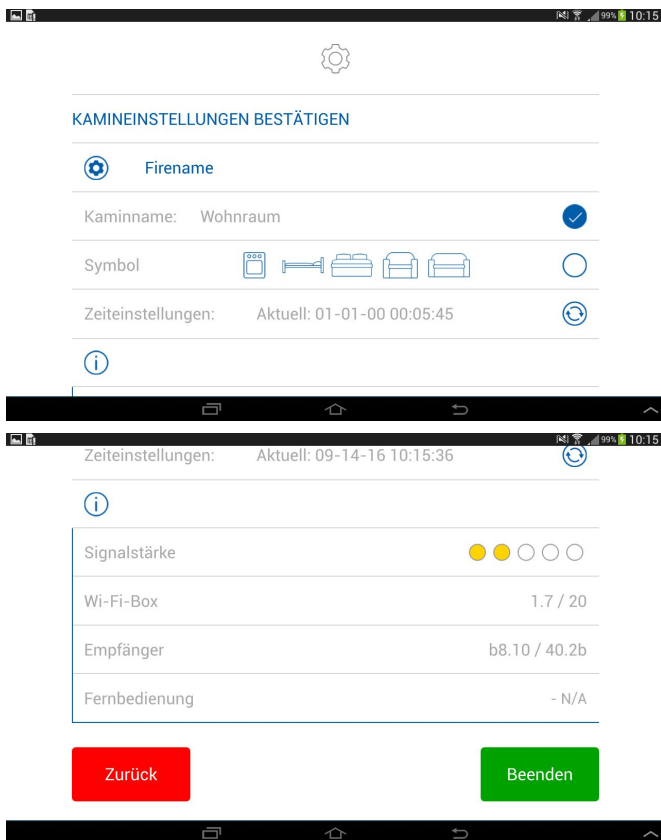 99% 10:15
KAMINEINSTELLUNGEN BESTÄTIGEN
Firename
Kaminname: Wohnraum
Symbol
Zeiteinstellungen: Aktuell: 01-01-00 00:05:45
i
99% 10:15
Zeiteinstellungen: Aktuell: 09-14-16 10:15:36
i
Signalstärke
Wi-Fi-Box 1.7 / 20
Empfänger b8.10 / 40.2b
Fernbedienung - N/A
Zurück Beenden